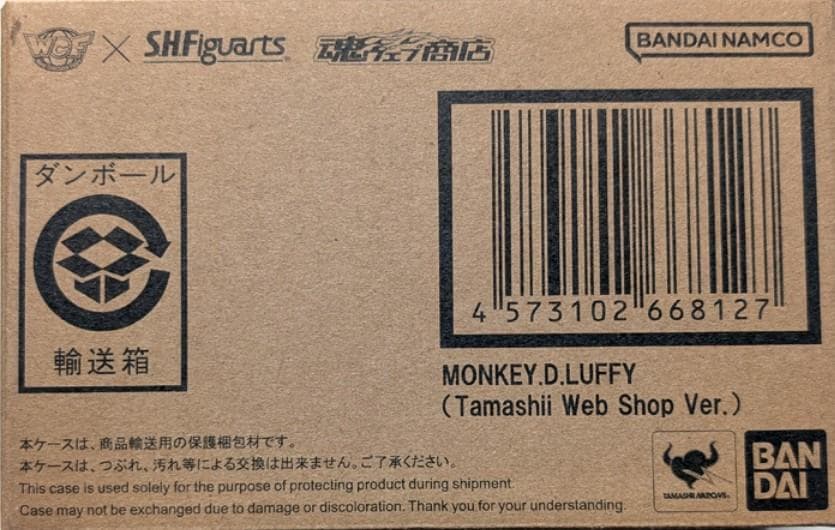 WCF × S.H.Figuarts 魂ウェブ商店 BANDAI NAMCO
ダンボール
輸送箱
4 573102 668127
MONKEY.D.LUFFY
(Tamashii Web Shop Ver.)
本ケースは、商品輸送用の保護梱包材です。
本ケースは、つぶれ、汚れ等による交換は出来ません。ご了承ください。
This case is used solely for the purpose of protecting product during shipment.
Case may not be exchanged due to damage or discoloration. Thank you for your understanding.
TAMASHII NATIONS
BAN
DAI